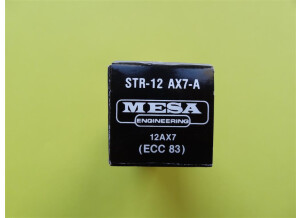 STR-12 AX7-A
MESA
ENGINEERING
12AX7
(ECC 83)